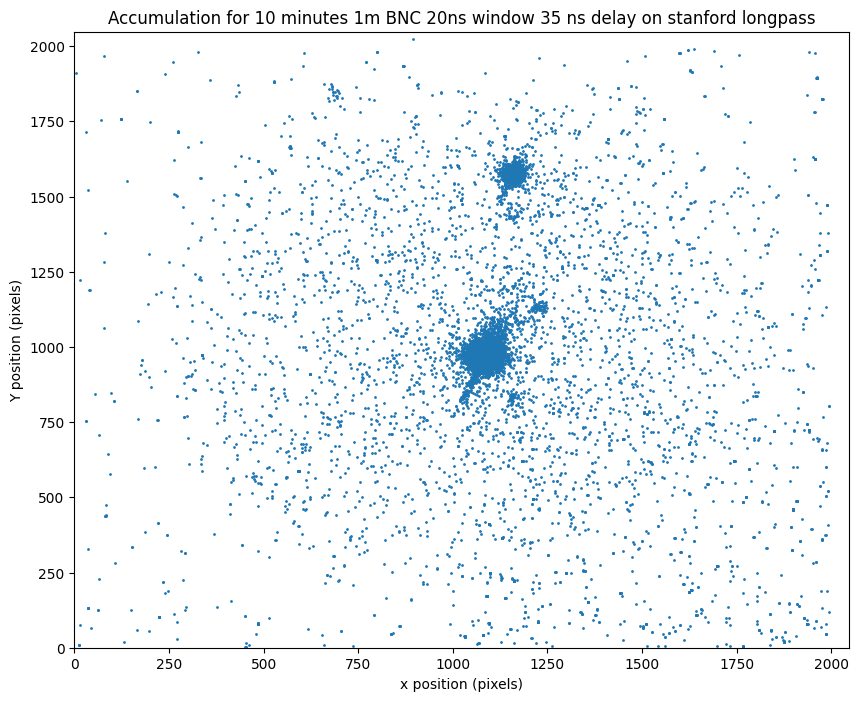 Accumulation for 10 minutes 1m BNC 20ns window 35 ns delay on stanford longpass
Y position (pixels)
2000
1750
1500
1250
1000
750
500
250
0
0 250 500 750 1000 1250 1500 1750 2000
x position (pixels)